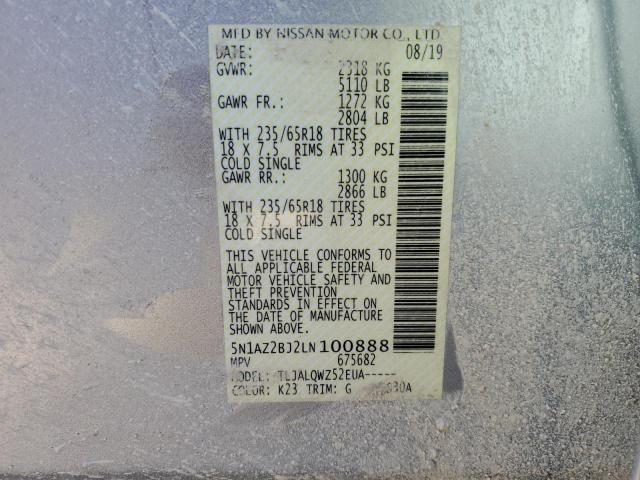 MFD BY NISSAN MOTOR CO., LTD.
DATE: 08/19
GVWR: 2318 KG
5110 LB
GAWR FR.: 1272 KG
2804 LB
WITH 235/65R18 TIRES
18 X 7.5 RIMS AT 33 PSI
COLD SINGLE
GAWR RR.: 1300 KG
2866 LB
WITH 235/65R18 TIRES
18 X 7.5 RIMS AT 33 PSI
COLD SINGLE
THIS VEHICLE CONFORMS TO
ALL APPLICABLE FEDERAL
MOTOR VEHICLE SAFETY AND
THEFT PREVENTION
STANDARDS IN EFFECT ON
THE DATE OF MANUFACTURE
SHOWN ABOVE.
5N1AZ2BJ2LN100888
MPV 675682
MODEL: TLJALQWZ52EUA-----
COLOR: K23 TRIM: G